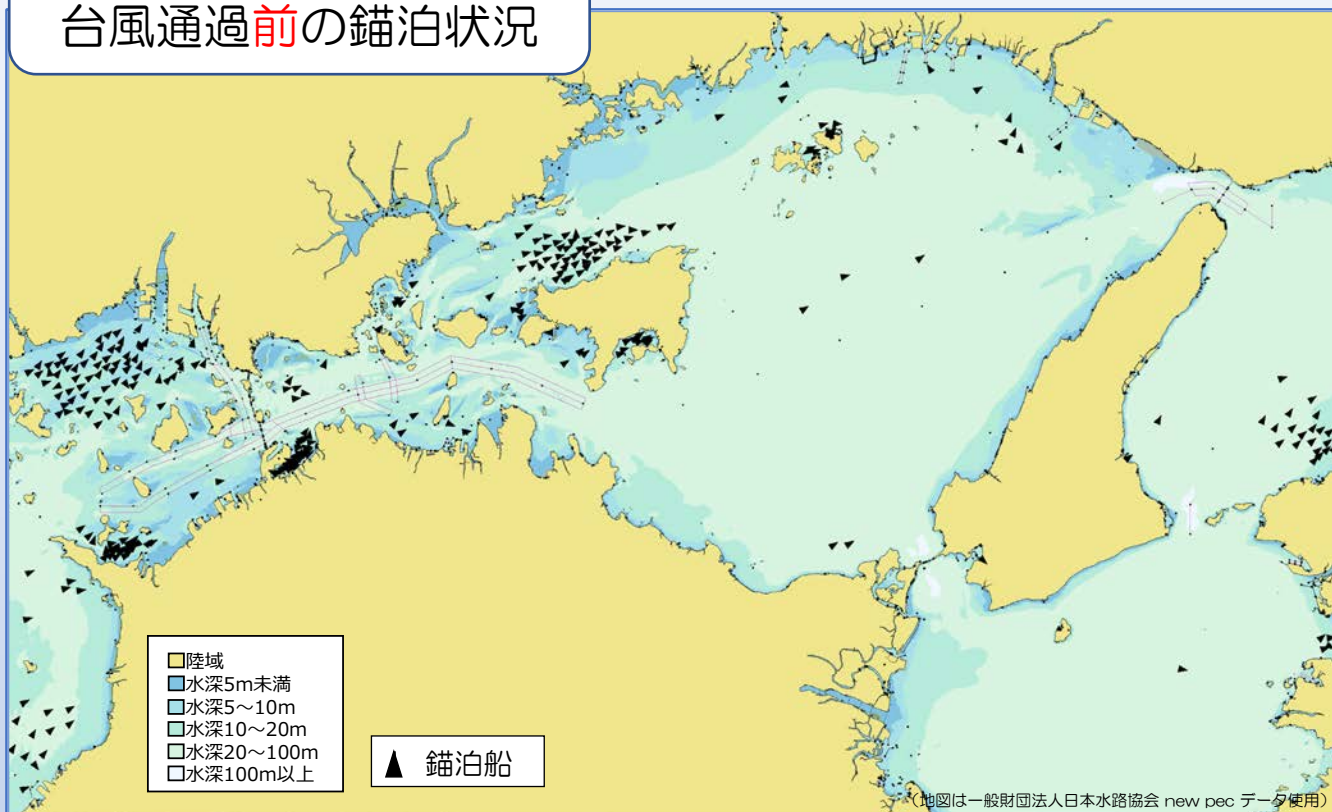 台風通過前の錨泊状況
陸域
水深5m未満
水深5～10m
水深10～20m
水深20～100m
水深100m以上
錨泊船
（地図は一般財団法人日本水路協会 new pec データ使用）